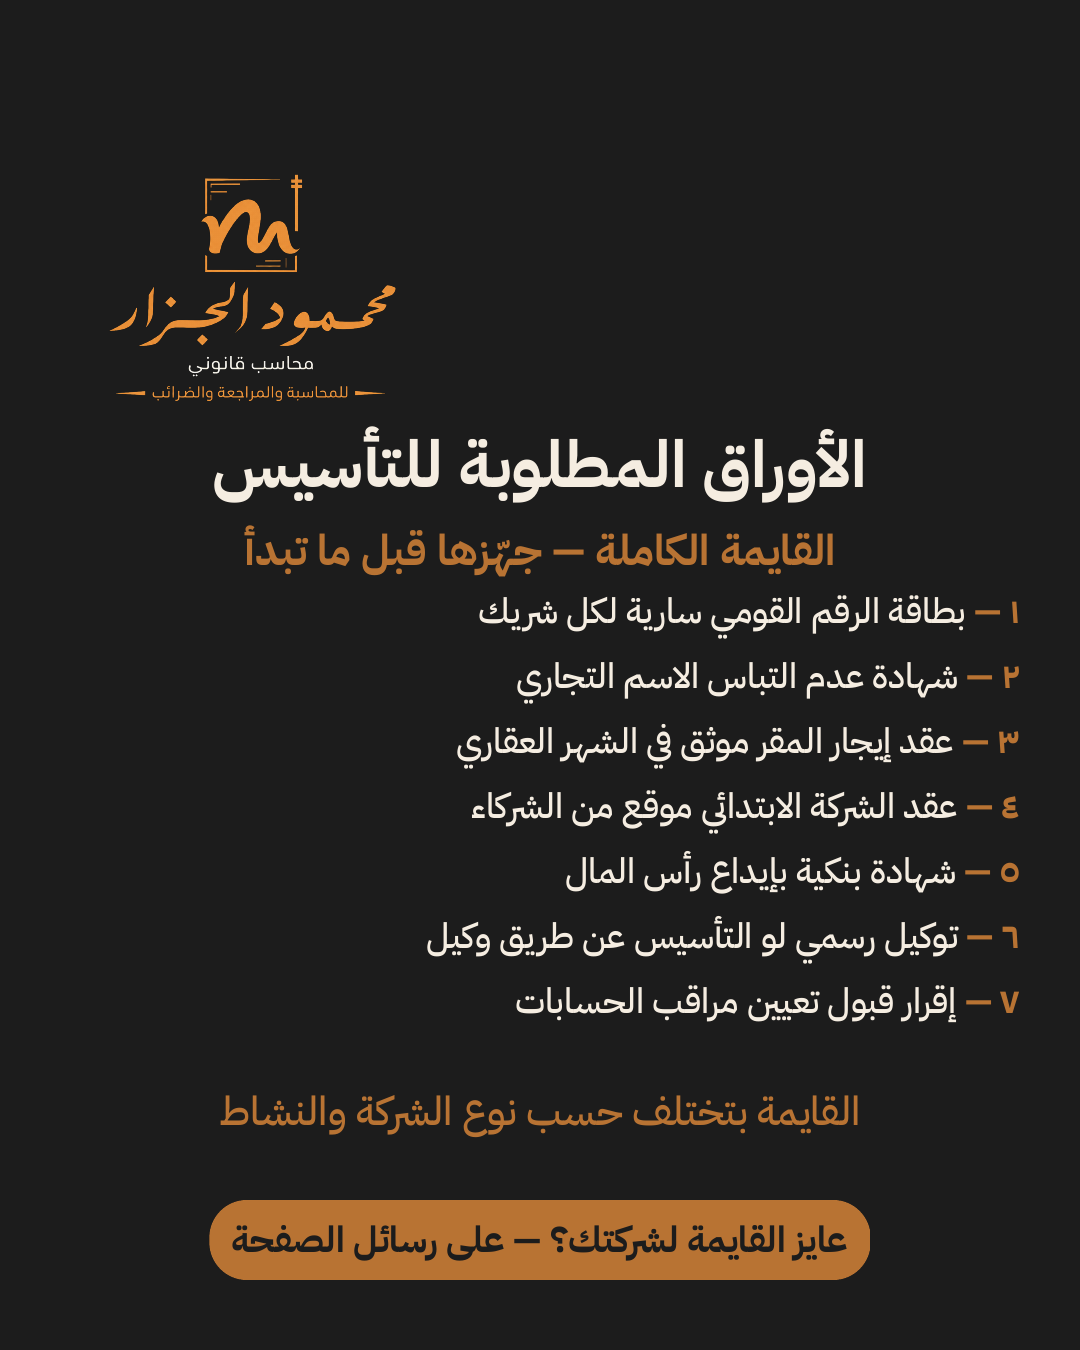 m
محمود الجزار
محاسب قانوني
للمحاسبة والمراجعة والضرائب
الأوراق المطلوبة للتأسيس
القايمة الكاملة — جهّزها قبل ما تبدأ
١ — بطاقة الرقم القومي سارية لكل شريك
٢ — شهادة عدم التباس الاسم التجاري
٣ — عقد إيجار المقر موثق في الشهر العقاري
٤ — عقد الشركة الابتدائي موقع من الشركاء
٥ — شهادة بنكية بإيداع رأس المال
٦ — توكيل رسمي لو التأسيس عن طريق وكيل
٧ — إقرار قبول تعيين مراقب الحسابات
القايمة بتختلف حسب نوع الشركة والنشاط
عايز القايمة لشركتك؟ — على رسائل الصفحة